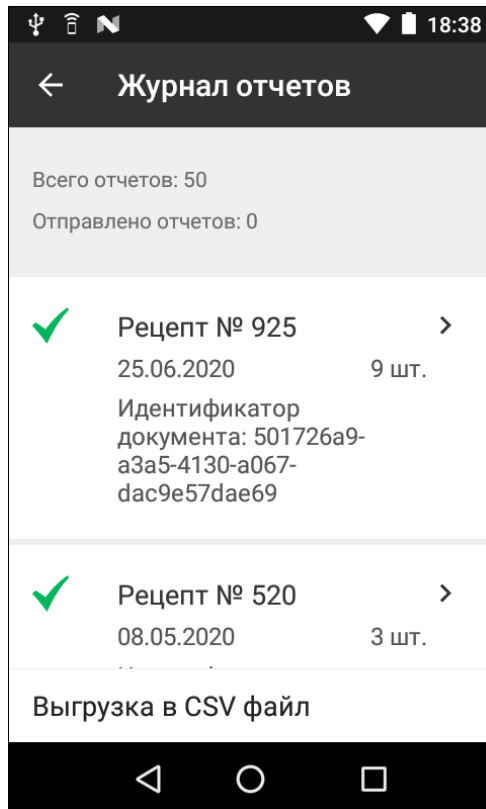 18:38
Журнал отчетов
Всего отчетов: 50
Отправлено отчетов: 0
Рецепт № 925
25.06.2020 9 шт.
Идентификатор
документа: 501726a9-
a3a5-4130-a067-
dac9e57dae69
Рецепт № 520
08.05.2020 3 шт.
Выгрузка в CSV файл